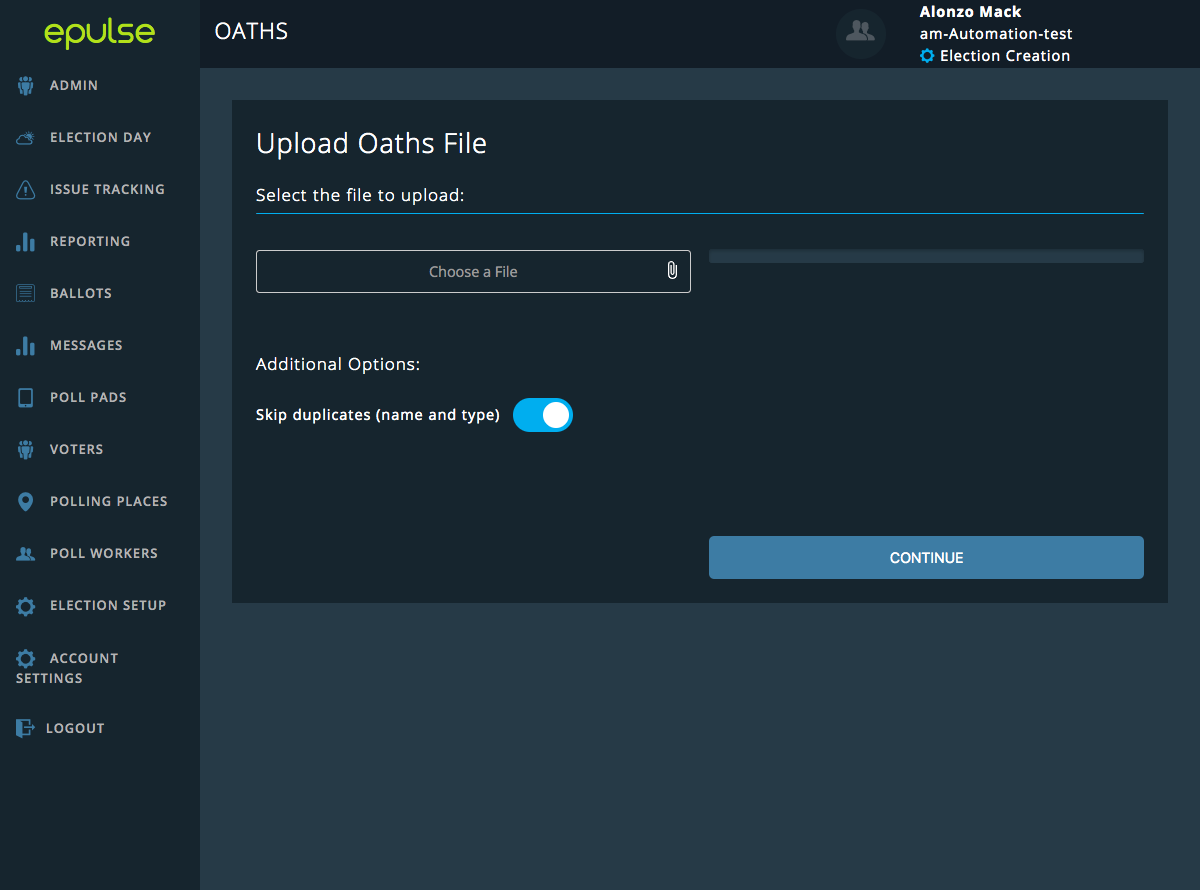 epulse
OATHS
Alonzo Mack
am-Automation-test
Election Creation
ADMIN
ELECTION DAY
ISSUE TRACKING
REPORTING
BALLOTS
MESSAGES
POLL PADS
VOTERS
POLLING PLACES
POLL WORKERS
ELECTION SETUP
ACCOUNT
SETTINGS
LOGOUT
Upload Oaths File
Select the file to upload:
Choose a File
Additional Options:
Skip duplicates (name and type)
CONTINUE